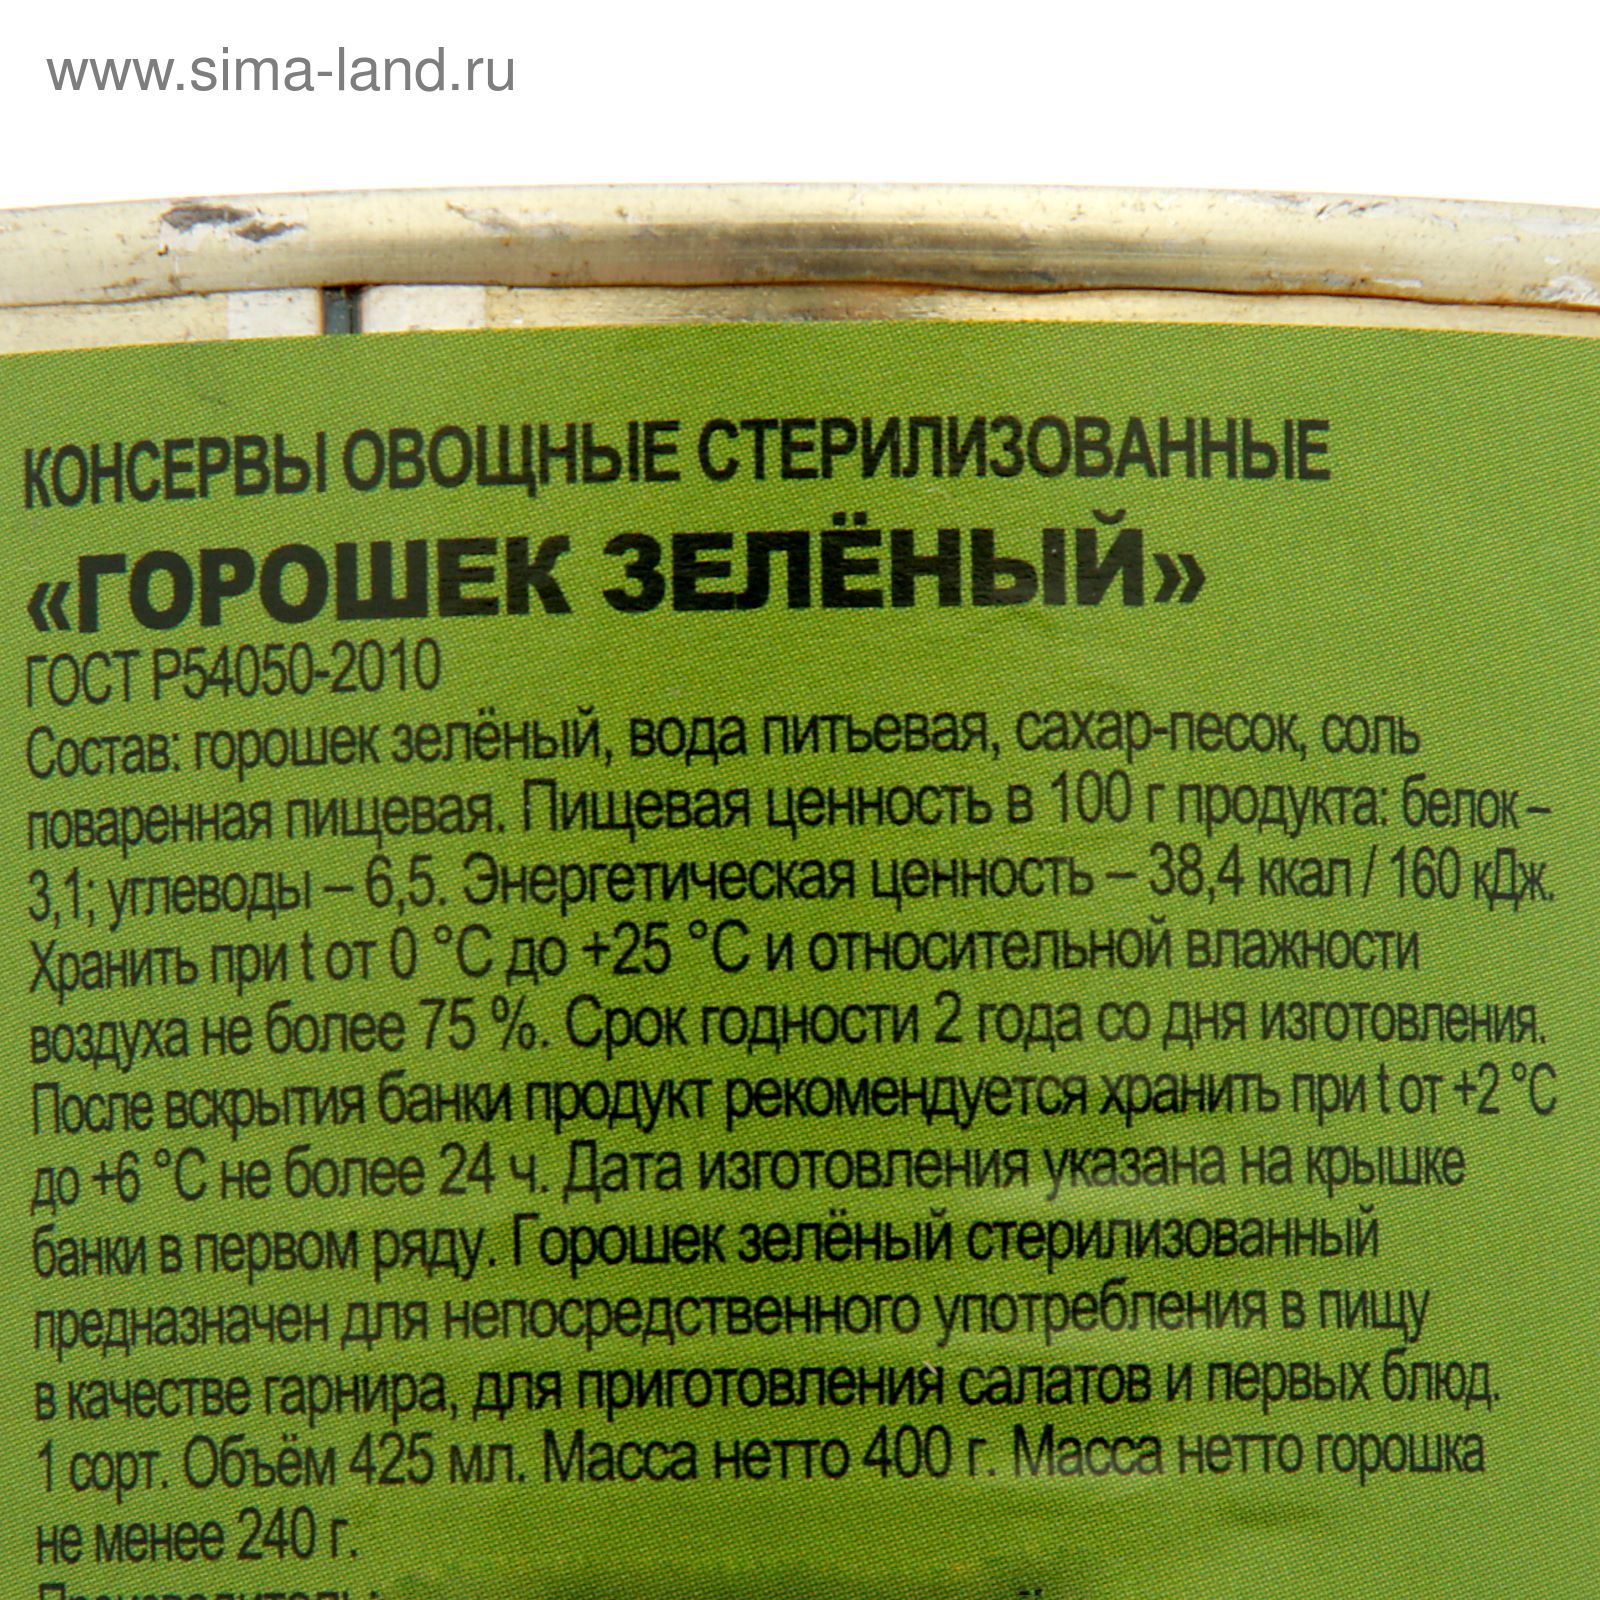 www.sima-land.ru
КОНСЕРВЫ ОВОЩНЫЕ СТЕРИЛИЗОВАННЫЕ
«ГОРОШЕК ЗЕЛЁНЫЙ»
ГОСТ Р54050-2010
Состав: горошек зелёный, вода питьевая, сахар-песок, соль
поваренная пищевая. Пищевая ценность в 100 г продукта: белок –
3,1; углеводы – 6,5. Энергетическая ценность – 38,4 ккал / 160 кДж.
Хранить при t от 0 °С до +25 °С и относительной влажности
воздуха не более 75 %. Срок годности 2 года со дня изготовления.
После вскрытия банки продукт рекомендуется хранить при t от +2 °С
до +6 °С не более 24 ч. Дата изготовления указана на крышке
банки в первом ряду. Горошек зелёный стерилизованный
предназначен для непосредственного употребления в пищу
в качестве гарнира, для приготовления салатов и первых блюд.
1 сорт. Объём 425 мл. Масса нетто 400 г. Масса нетто горошка
не менее 240 г.